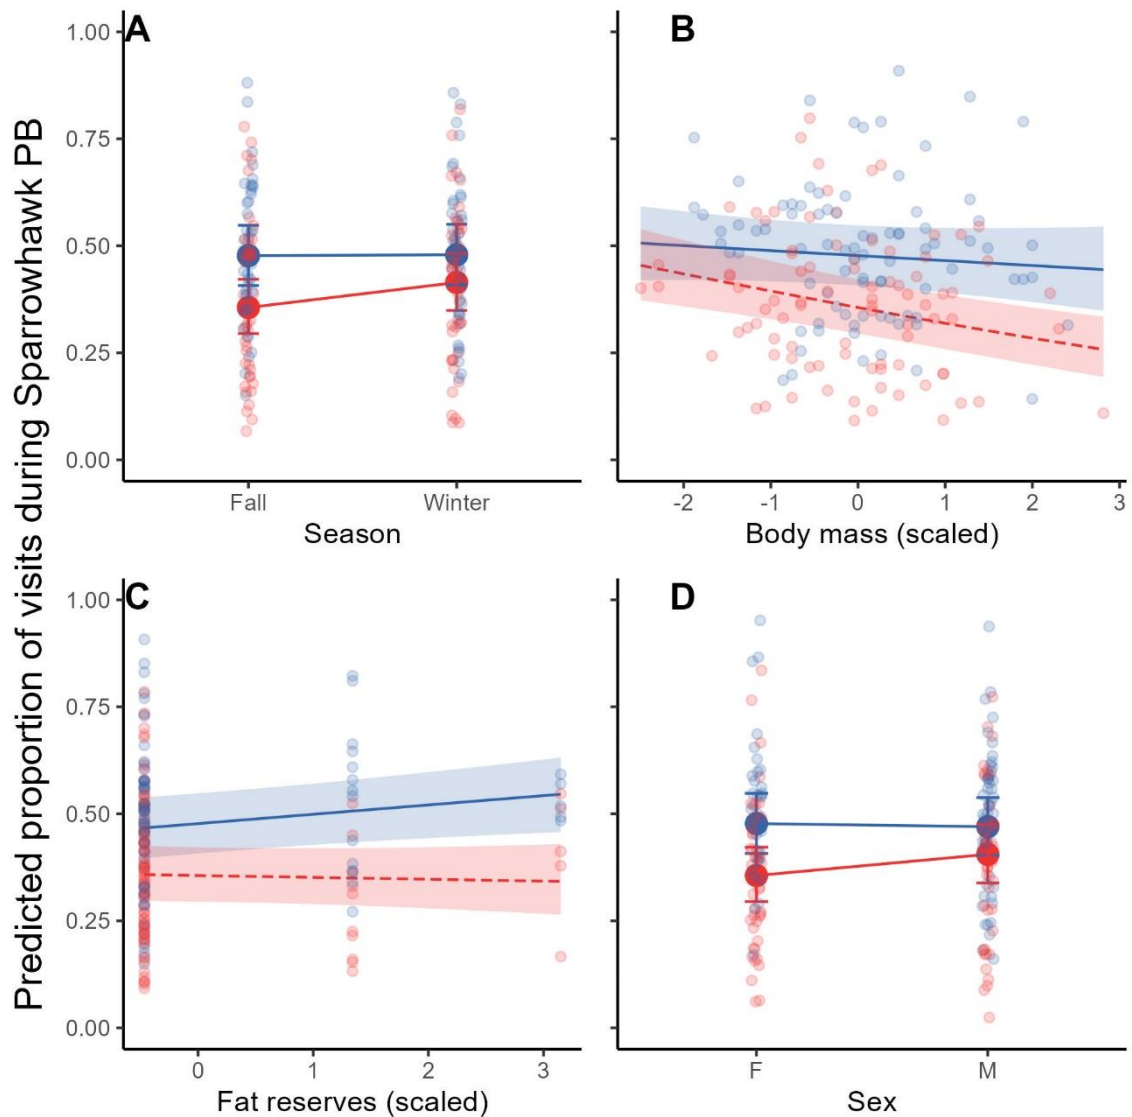 Predicted proportion of visits during Sparrowhawk PB
A
1.00
0.75
0.50
0.25
0.00
Fall Winter
Season
B
-2 -1 0 1 2 3
Body mass (scaled)
C
1.00
0.75
0.50
0.25
0.00
0 1 2 3
Fat reserves (scaled)
D
F M
Sex